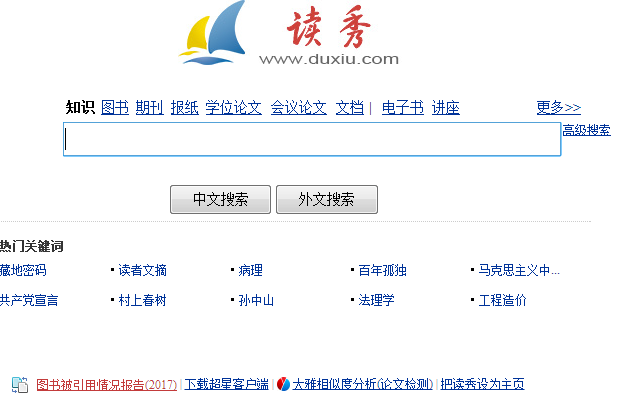 读秀
www.duxiu.com
知识 图书 期刊 报纸 学位论文 会议论文 文档 | 电子书 讲座 更多>>
高级搜索
中文搜索 外文搜索
热门关键词
藏地密码 ▪ 读者文摘 ▪ 病理 ▪ 百年孤独 ▪ 马克思主义中...
共产党宣言 ▪ 村上春树 ▪ 孙中山 ▪ 法理学 ▪ 工程造价
图书被引用情况报告(2017) | 下载超星客户端 | 大雅相似度分析(论文检测) | 把读秀设为主页